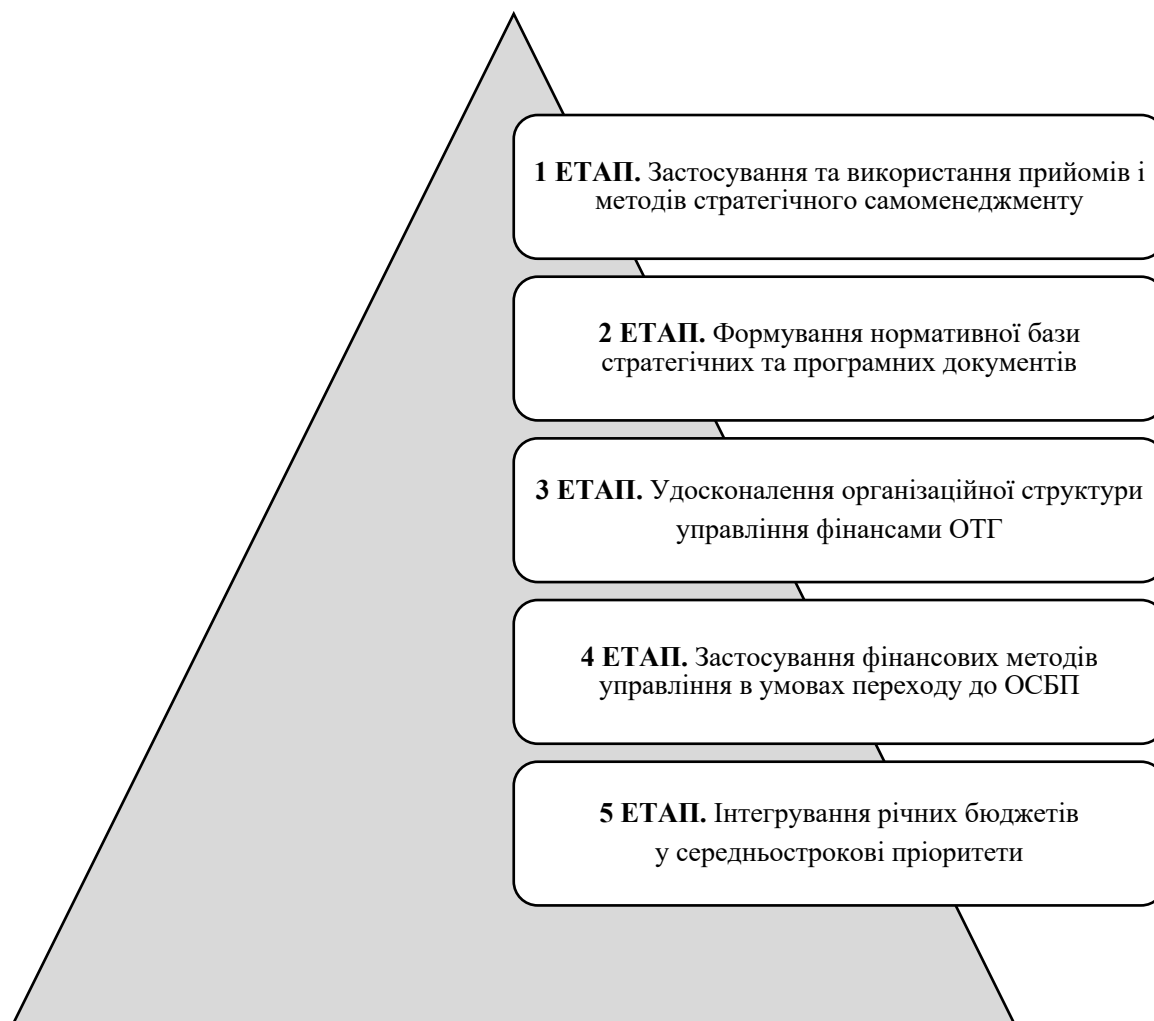 1 ЕТАП. Застосування та використання прийомів і
методів стратегічного самоменеджменту
2 ЕТАП. Формування нормативної бази
стратегічних та програмних документів
3 ЕТАП. Удосконалення організаційної структури
управління фінансами ОТГ
4 ЕТАП. Застосування фінансових методів
управління в умовах переходу до ОСБП
5 ЕТАП. Інтегрування річних бюджетів
у середньострокові пріоритети